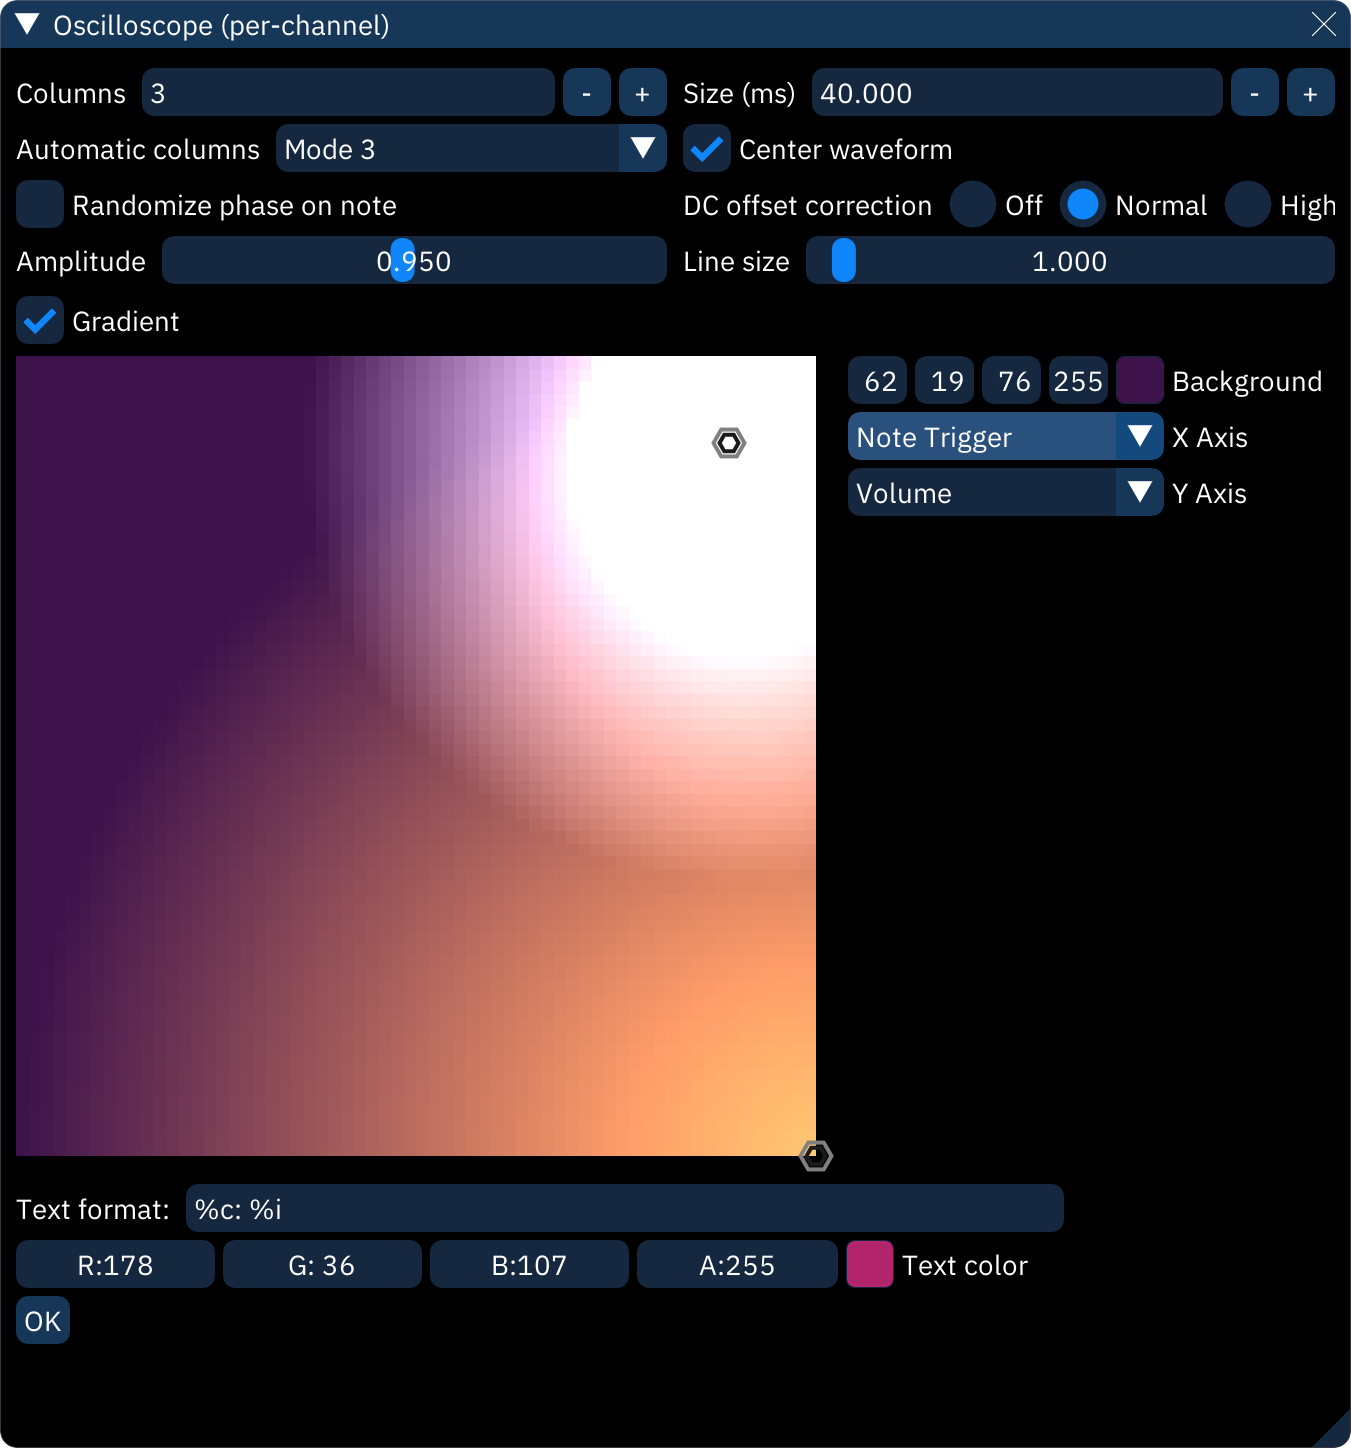 Oscilloscope (per-channel)
Columns 3 - + Size (ms) 40.000 - +
Automatic columns Mode 3 Center waveform
Randomize phase on note DC offset correction Off Normal High
Amplitude 0.950 Line size 1.000
Gradient
62 19 76 255 Background
Note Trigger X Axis
Volume Y Axis
Text format: %c: %i
R:178 G: 36 B:107 A:255 Text color
OK